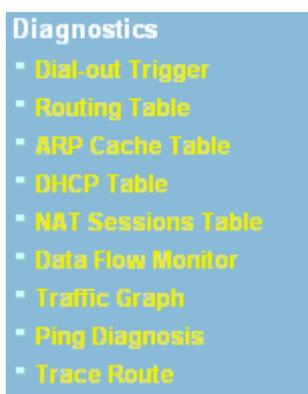 Diagnostics
Dial-out Trigger
Routing Table
ARP Cache Table
DHCP Table
NAT Sessions Table
Data Flow Monitor
Traffic Graph
Ping Diagnosis
Trace Route